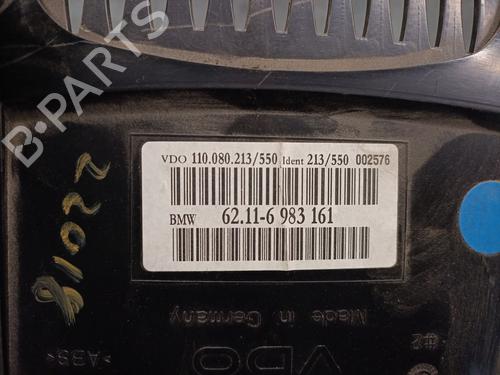 B-PARTS
VDO 110.080.213/550 Ident 213/550 002576
BMW 62.11-6 983 161
Made in Germany
VDO
>ABS<